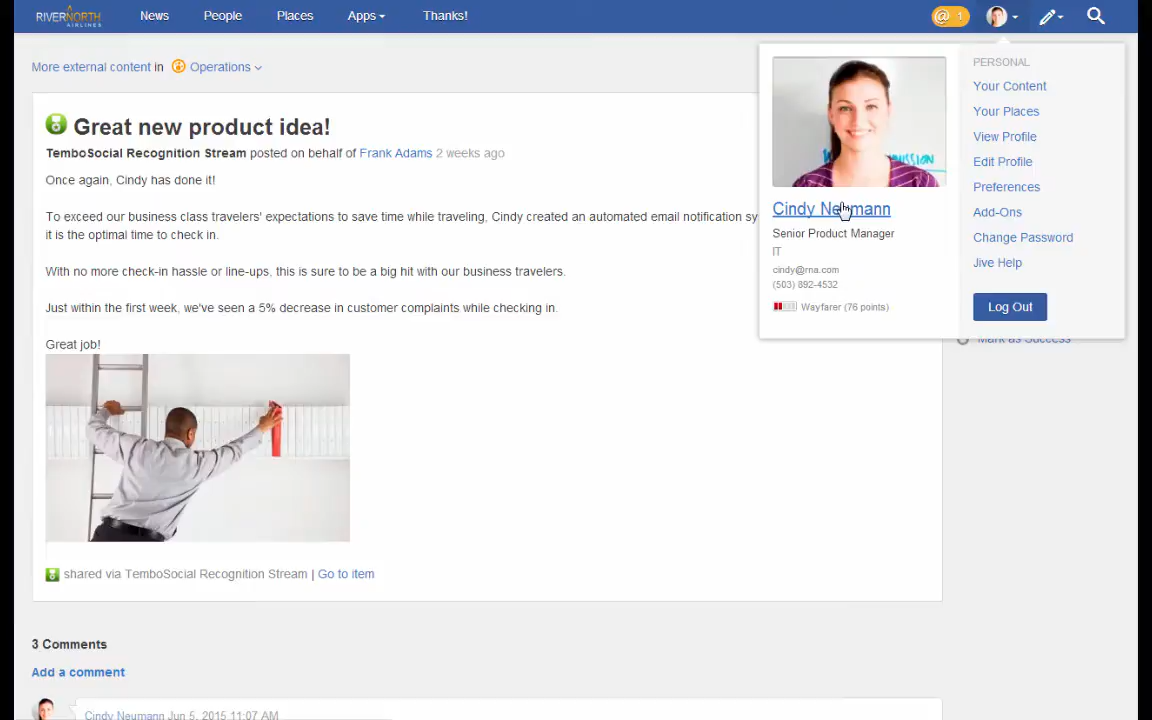 RIVERNORTH
AIRLINES
News
People
Places
Apps
Thanks!
@ 1
More external content in Operations
Great new product idea!
TemboSocial Recognition Stream posted on behalf of Frank Adams 2 weeks ago
Once again, Cindy has done it!
To exceed our business class travelers' expectations to save time while traveling, Cindy created an automated email notification sy
it is the optimal time to check in.
With no more check-in hassle or line-ups, this is sure to be a big hit with our business travelers.
Just within the first week, we've seen a 5% decrease in customer complaints while checking in.
Great job!
shared via TemboSocial Recognition Stream | Go to item
3 Comments
Add a comment
Cindy Neumann Jun 5, 2015 11:07 AM
Cindy Neumann
Senior Product Manager
IT
cindy@rna.com
(503) 892-4532
Wayfarer (76 points)
PERSONAL
Your Content
Your Places
View Profile
Edit Profile
Preferences
Add-Ons
Change Password
Jive Help
Log Out
Mark as Success